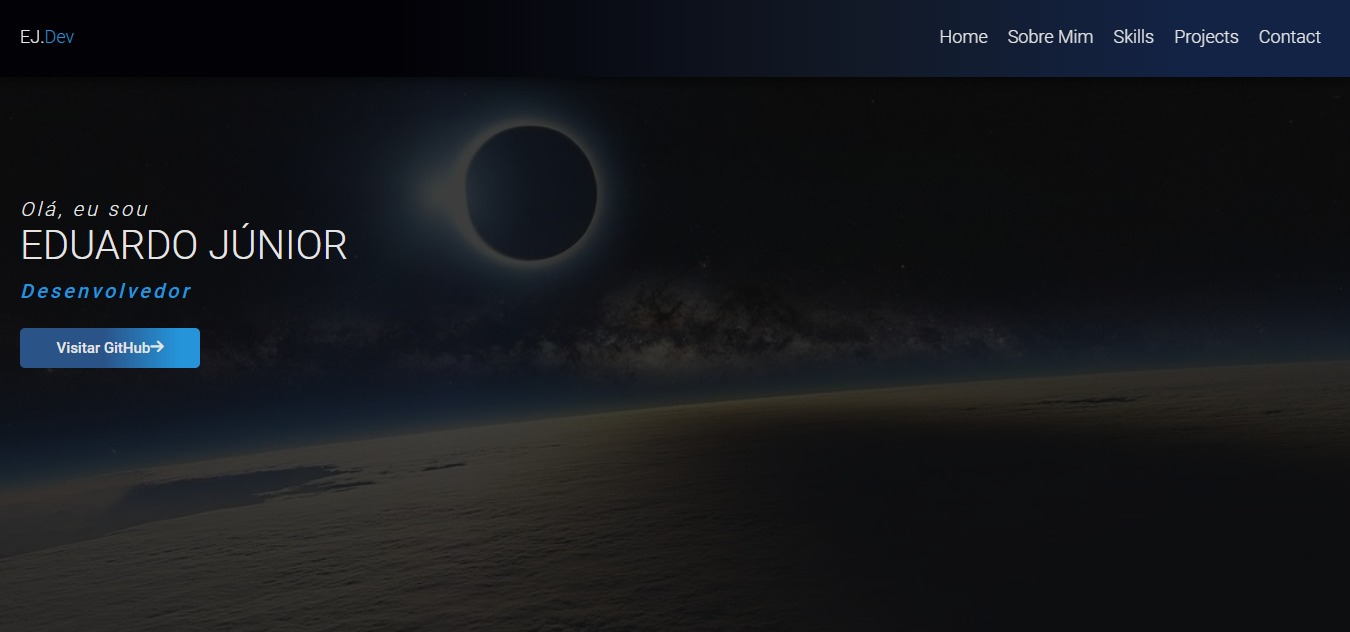 EJ.Dev
Home Sobre Mim Skills Projects Contact
Olá, eu sou
EDUARDO JÚNIOR
Desenvolvedor
Visitar GitHub→